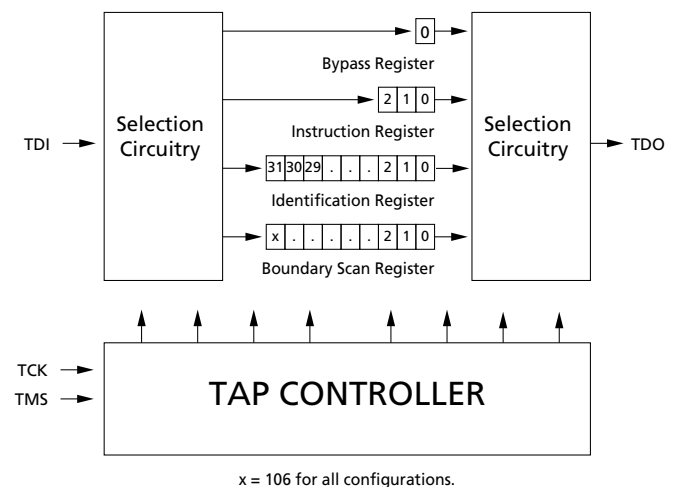 0
Bypass Register
2 1 0
Instruction Register
Selection
Circuitry
Selection
Circuitry
TDI
TDO
31 30 29 . . . 2 1 0
Identification Register
x . . . . . 2 1 0
Boundary Scan Register
TCK
TMS
TAP CONTROLLER
x = 106 for all configurations.